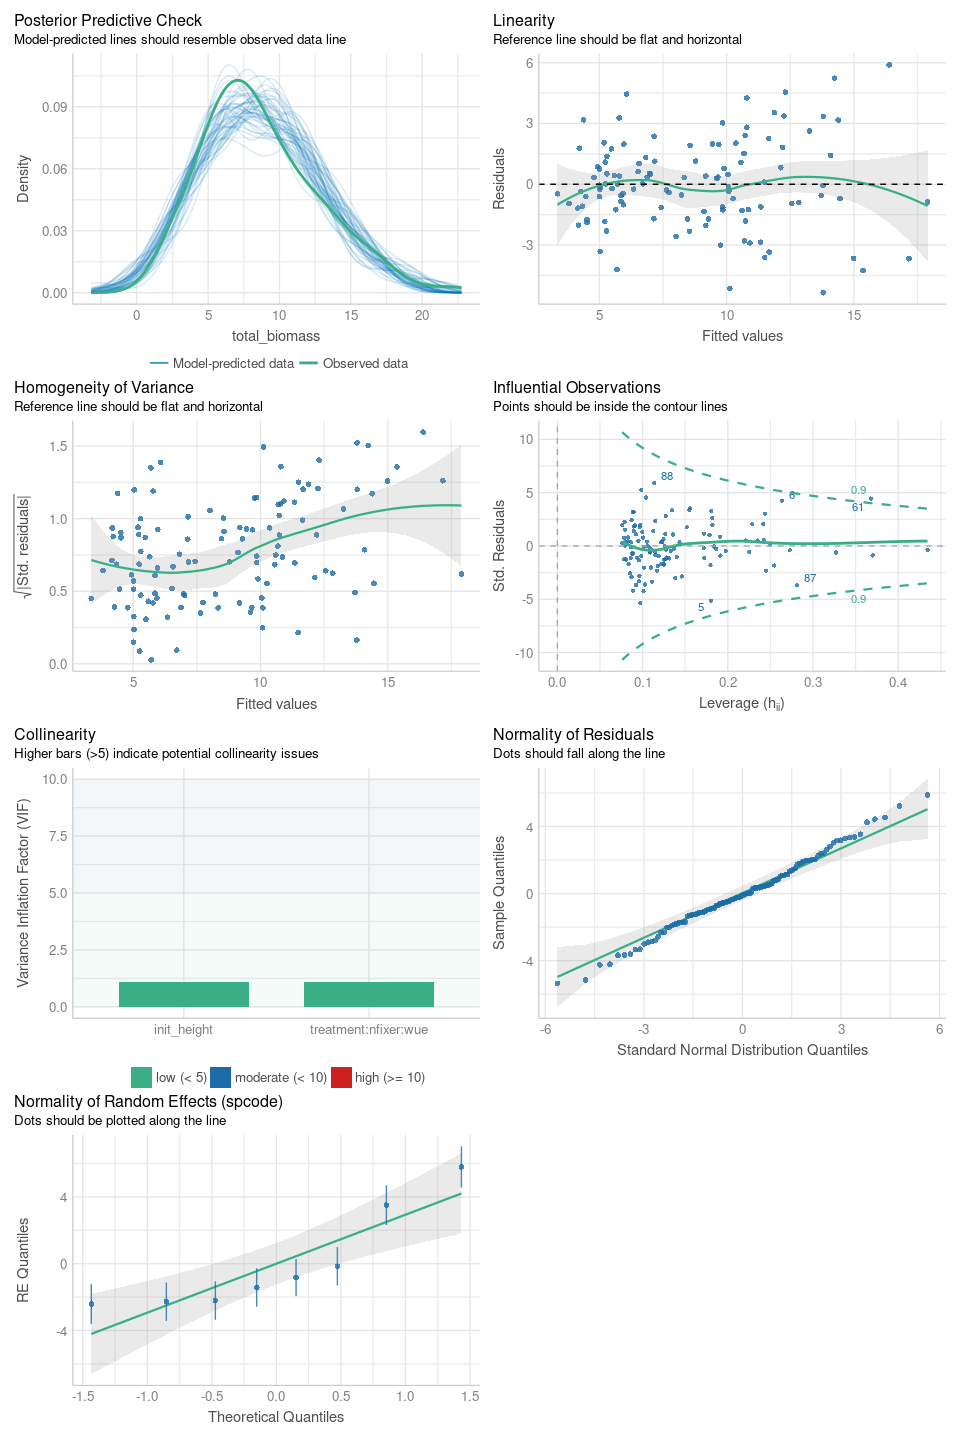 Posterior Predictive Check
Model-predicted lines should resemble observed data line
Density
0.09
0.06
0.03
0.00
0 5 10 15 20
total_biomass
Model-predicted data Observed data
Linearity
Reference line should be flat and horizontal
Residuals
6
3
0
-3
5 10 15
Fitted values
Homogeneity of Variance
Reference line should be flat and horizontal
√|Std. residuals|
1.5
1.0
0.5
0.0
5 10 15
Fitted values
Influential Observations
Points should be inside the contour lines
Std. Residuals
10
5
0
-5
-10
88
6
0.9
61
87
5
0.9
0.0 0.1 0.2 0.3 0.4
Leverage (hii)
Collinearity
Higher bars (>5) indicate potential collinearity issues
Variance Inflation Factor (VIF)
10.0
7.5
5.0
2.5
0.0
init_height treatment:nfixer:wue
low (< 5) moderate (< 10) high (>= 10)
Normality of Residuals
Dots should fall along the line
Sample Quantiles
4
0
-4
-6 -3 0 3 6
Standard Normal Distribution Quantiles
Normality of Random Effects (spcode)
Dots should be plotted along the line
RE Quantiles
4
0
-4
-1.5 -1.0 -0.5 0.0 0.5 1.0 1.5
Theoretical Quantiles